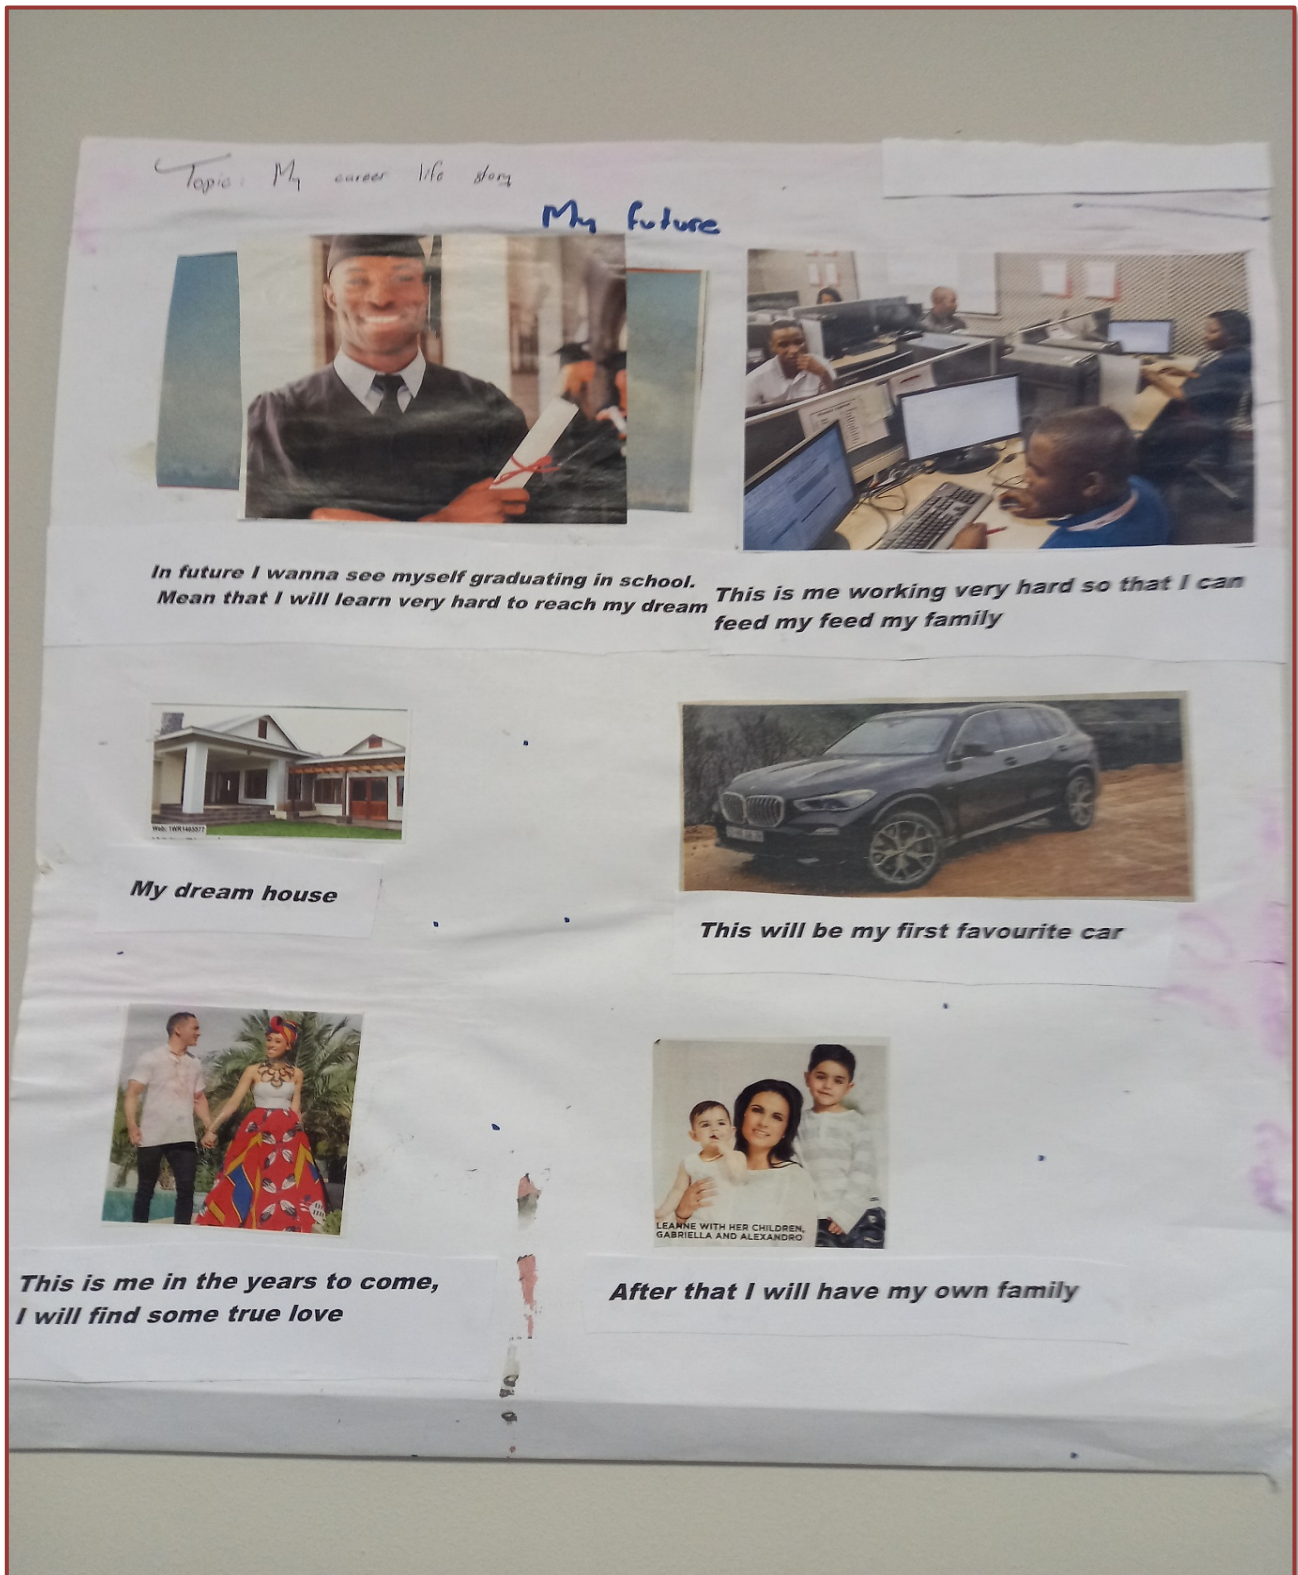 Topic: My career life story
My future
In future I wanna see myself graduating in school.
Mean that I will learn very hard to reach my dream
This is me working very hard so that I can
feed my feed my family
Web: 1WR1463577
My dream house
This will be my first favourite car
This is me in the years to come,
I will find some true love
LEANNE WITH HER CHILDREN,
GABRIELLA AND ALEXANDRO
After that I will have my own family